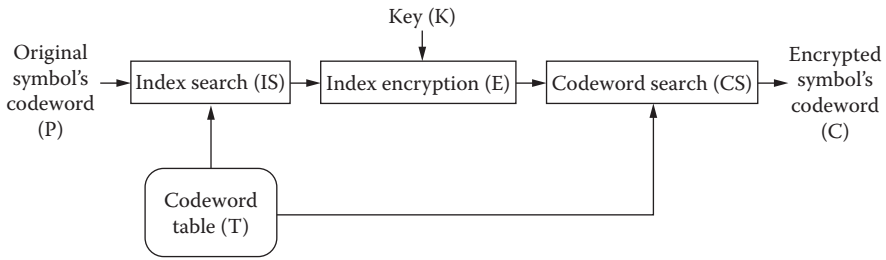 Key (K)
Original
symbol's
codeword
(P)
Index search (IS)
Index encryption (E)
Codeword search (CS)
Encrypted
symbol's
codeword
(C)
Codeword
table (T)